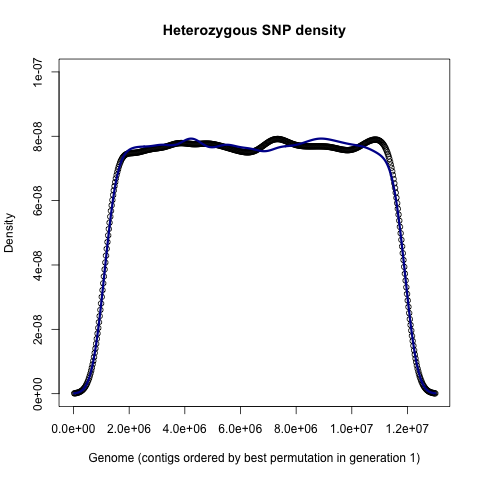 Heterozygous SNP density
1e-07
8e-08
6e-08
4e-08
2e-08
0e+00
Density
0.0e+00 2.0e+06 4.0e+06 6.0e+06 8.0e+06 1.0e+07 1.2e+07
Genome (contigs ordered by best permutation in generation 1)